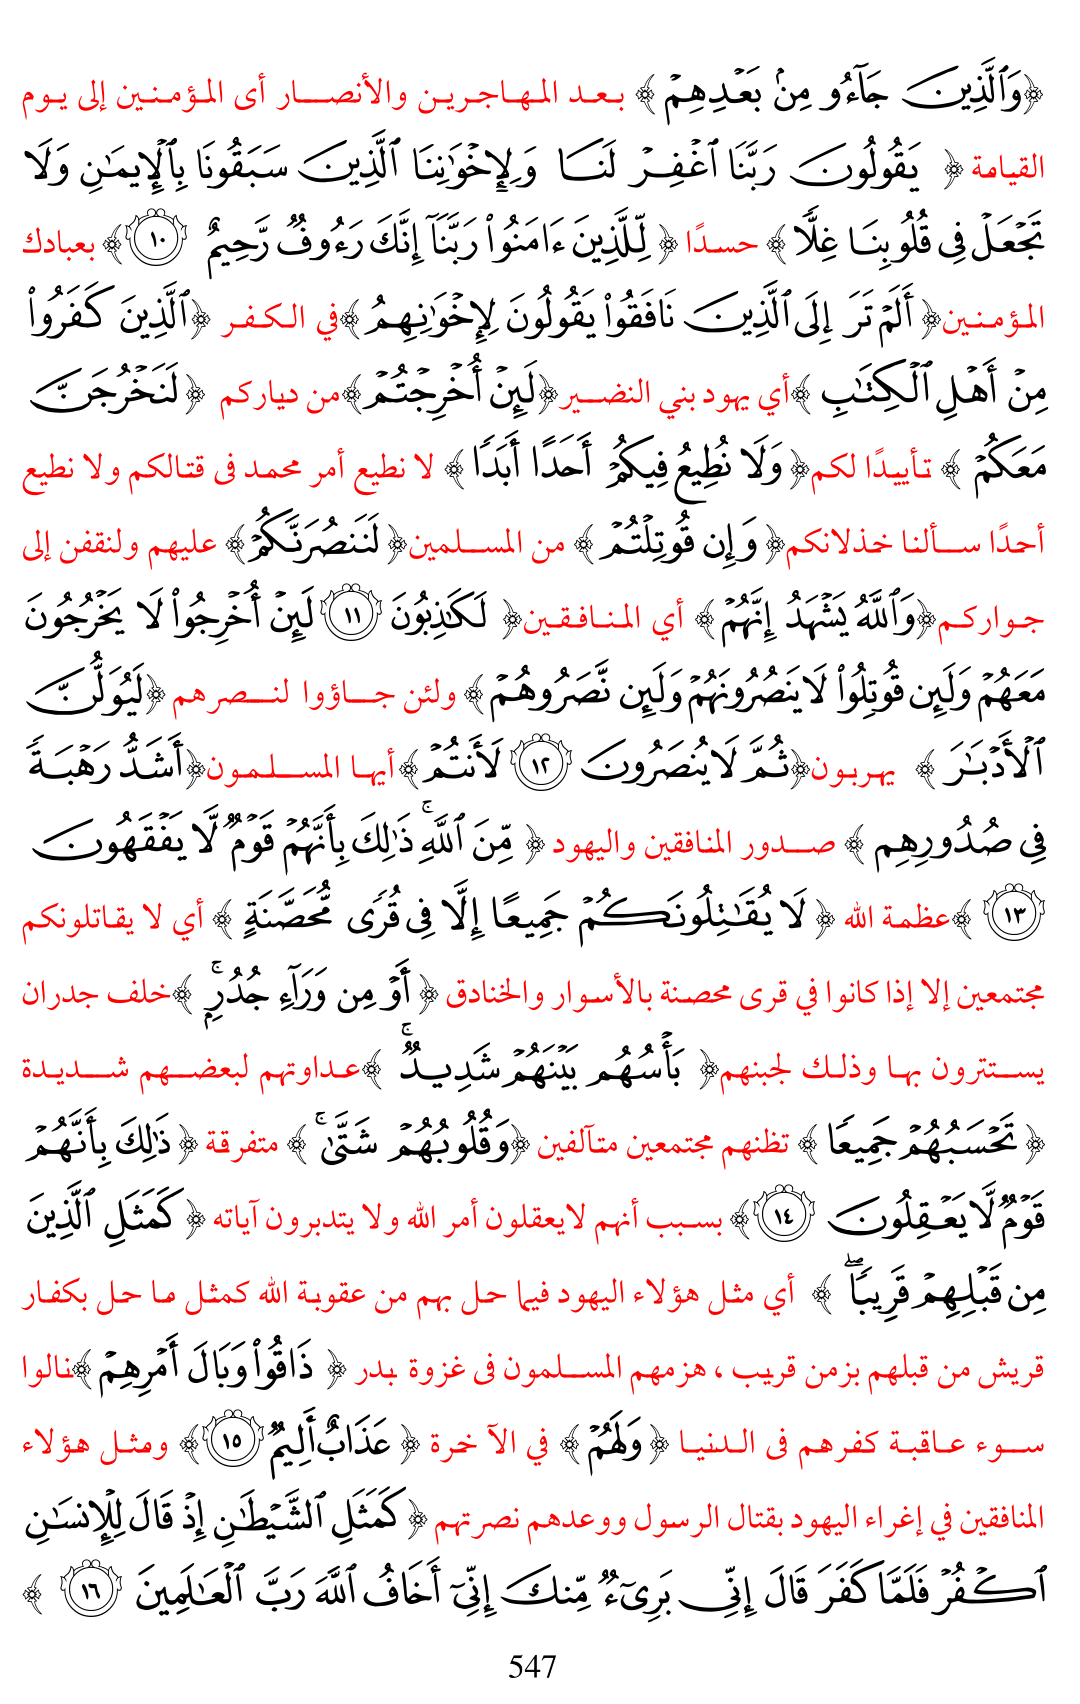 ﴿وَٱلَّذِينَ جَآءُو مِنۢ بَعۡدِهِمۡ ﴾ بعد المهاجرين والأنصار أى المؤمنين إلى يوم
القيامة ﴿ يَقُولُونَ رَبَّنَا ٱغۡفِرۡ لَنَا وَلِإِخۡوَٰنِنَا ٱلَّذِينَ سَبَقُونَا بِٱلۡإِيمَٰنِ وَلَا
تَجۡعَلۡ فِى قُلُوبِنَا غِلًّا ﴾ حسدًا ﴿ لِّلَّذِينَ ءَامَنُواْ رَبَّنَآ إِنَّكَ رَءُوفٞ رَّحِيمٌ ١٠﴾ بعبادك
المؤمنين﴿ أَلَمۡ تَرَ إِلَى ٱلَّذِينَ نَافَقُواْ يَقُولُونَ لِإِخۡوَٰنِهِمُ ﴾في الكفر ﴿ٱلَّذِينَ كَفَرُواْ
مِنۡ أَهۡلِ ٱلۡكِتَٰبِ ﴾أي يهود بني النضير﴿لَئِنۡ أُخۡرِجۡتُمۡ﴾من دياركم ﴿لَنَخۡرُجَنَّ
مَعَكُمۡ ﴾ تأييدًا لكم﴿ وَلَا نُطِيعُ فِيكُمۡ أَحَدًا أَبَدٗا ﴾ لا نطيع أمر محمد فى قتالكم ولا نطيع
أحدًا سألنا خذلانكم﴿ وَإِن قُوتِلۡتُمۡ ﴾ من المسلمين﴿ لَنَنصُرَنَّكُمۡ﴾ عليهم ولنقفن إلى
جواركم﴿وَٱللَّهُ يَشۡهَدُ إِنَّهُمۡ ﴾ أي المنافقين﴿ لَكَٰذِبُونَ ١١ لَئِنۡ أُخۡرِجُواْ لَا يَخۡرُجُونَ
مَعَهُمۡ وَلَئِن قُوتِلُواْ لَا يَنصُرُونَهُمۡ وَلَئِن نَّصَرُوهُمۡ ﴾ ولئن جاؤوا لنصرهم ﴿لَيُوَلُّنَّ
ٱلۡأَدۡبَٰرَ ﴾ يهربون﴿ثُمَّ لَا يُنصَرُونَ ١٢ لَأَنتُمۡ ﴾أيها المسلمون﴿أَشَدُّ رَهۡبَةٗ
فِى صُدُورِهِم ﴾ صدور المنافقين واليهود ﴿ مِّنَ ٱللَّهِۚ ذَٰلِكَ بِأَنَّهُمۡ قَوۡمٞ لَّا يَفۡقَهُونَ
١٣ ﴾عظمة الله ﴿ لَا يُقَٰتِلُونَكُمۡ جَمِيعًا إِلَّا فِى قُرٗى مُّحَصَّنَةٍ ﴾ أي لا يقاتلونكم
مجتمعين إلا إذا كانوا في قرى محصنة بالأسوار والخنادق ﴿ أَوۡ مِن وَرَآءِ جُدُرِۭۚ ﴾خلف جدران
يستترون بها وذلك لجبنهم﴿ بَأۡسُهُم بَيۡنَهُمۡ شَدِيدٞۚ ﴾عداوتهم لبعضهم شديدة
﴿ تَحۡسَبُهُمۡ جَمِيعٗا ﴾ تظنهم مجتمعين متآلفين ﴿وَقُلُوبُهُمۡ شَتَّىٰۚ ﴾ متفرقة ﴿ ذَٰلِكَ بِأَنَّهُمۡ
قَوۡمٞ لَّا يَعۡقِلُونَ ١٤ ﴾ بسبب أنهم لايعقلون أمر الله ولا يتدبرون آياته ﴿ كَمَثَلِ ٱلَّذِينَ
مِن قَبۡلِهِمۡ قَرِيبٗاۖ ﴾ أي مثل هؤلاء اليهود فيما حل بهم من عقوبة الله كمثل ما حل بكفار
قريش من قبلهم بزمن قريب ، هزمهم المسلمون فى غزوة بدر ﴿ ذَاقُواْ وَبَالَ أَمۡرِهِمۡ ﴾نالوا
سوء عاقبة كفرهم فى الدنيا ﴿ وَلَهُمۡ ﴾ في الآ خرة ﴿ عَذَابٌ أَلِيمٞ ١٥ ﴾ ومثل هؤلاء
المنافقين في إغراء اليهود بقتال الرسول ووعدهم نصرتهم ﴿ كَمَثَلِ ٱلشَّيۡطَٰنِ إِذۡ قَالَ لِلۡإِنسَٰنِ
ٱكۡفُرۡ فَلَمَّا كَفَرَ قَالَ إِنِّى بَرِىٓءٞ مِّنكَ إِنِّىٓ أَخَافُ ٱللَّهَ رَبَّ ٱلۡعَٰلَمِينَ ١٦ ﴾
547